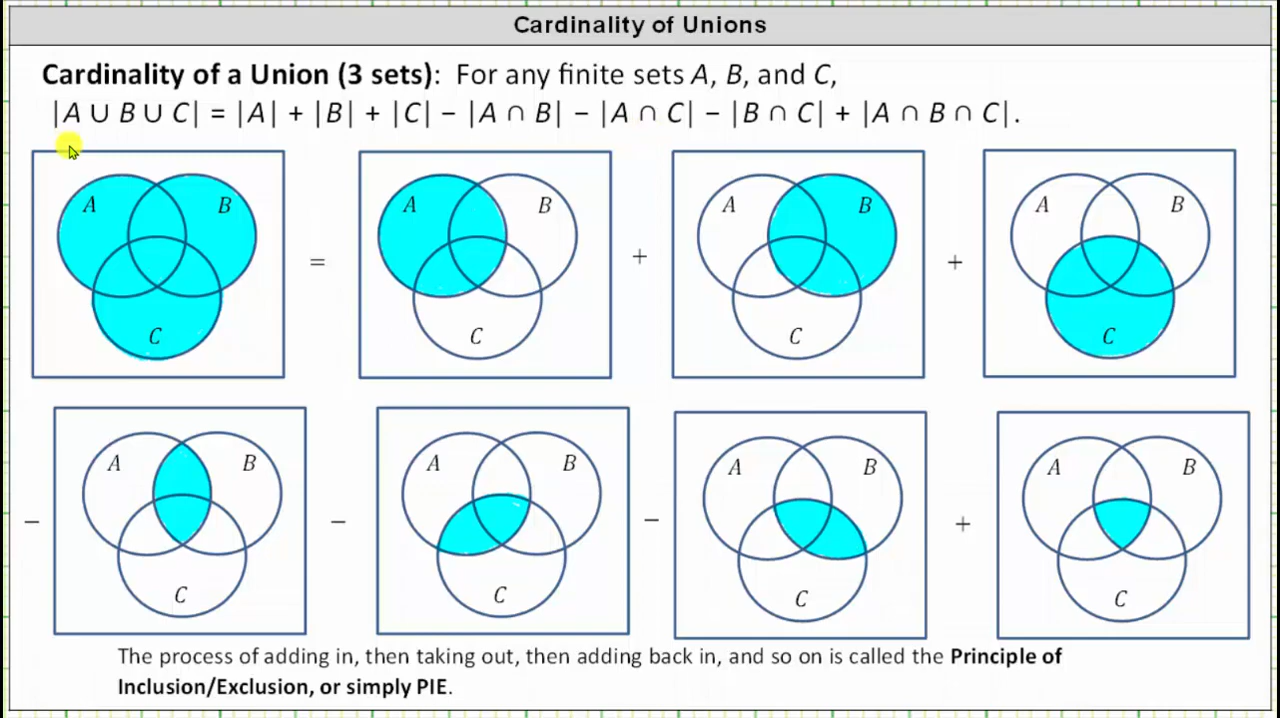 Cardinality of Unions
Cardinality of a Union (3 sets): For any finite sets A, B, and C,
|A ∪ B ∪ C| = |A| + |B| + |C| − |A ∩ B| − |A ∩ C| − |B ∩ C| + |A ∩ B ∩ C|.
A B A B A B A B
= + +
C C C C
A B A B A B A B
− − − +
C C C C
The process of adding in, then taking out, then adding back in, and so on is called the Principle of
Inclusion/Exclusion, or simply PIE.